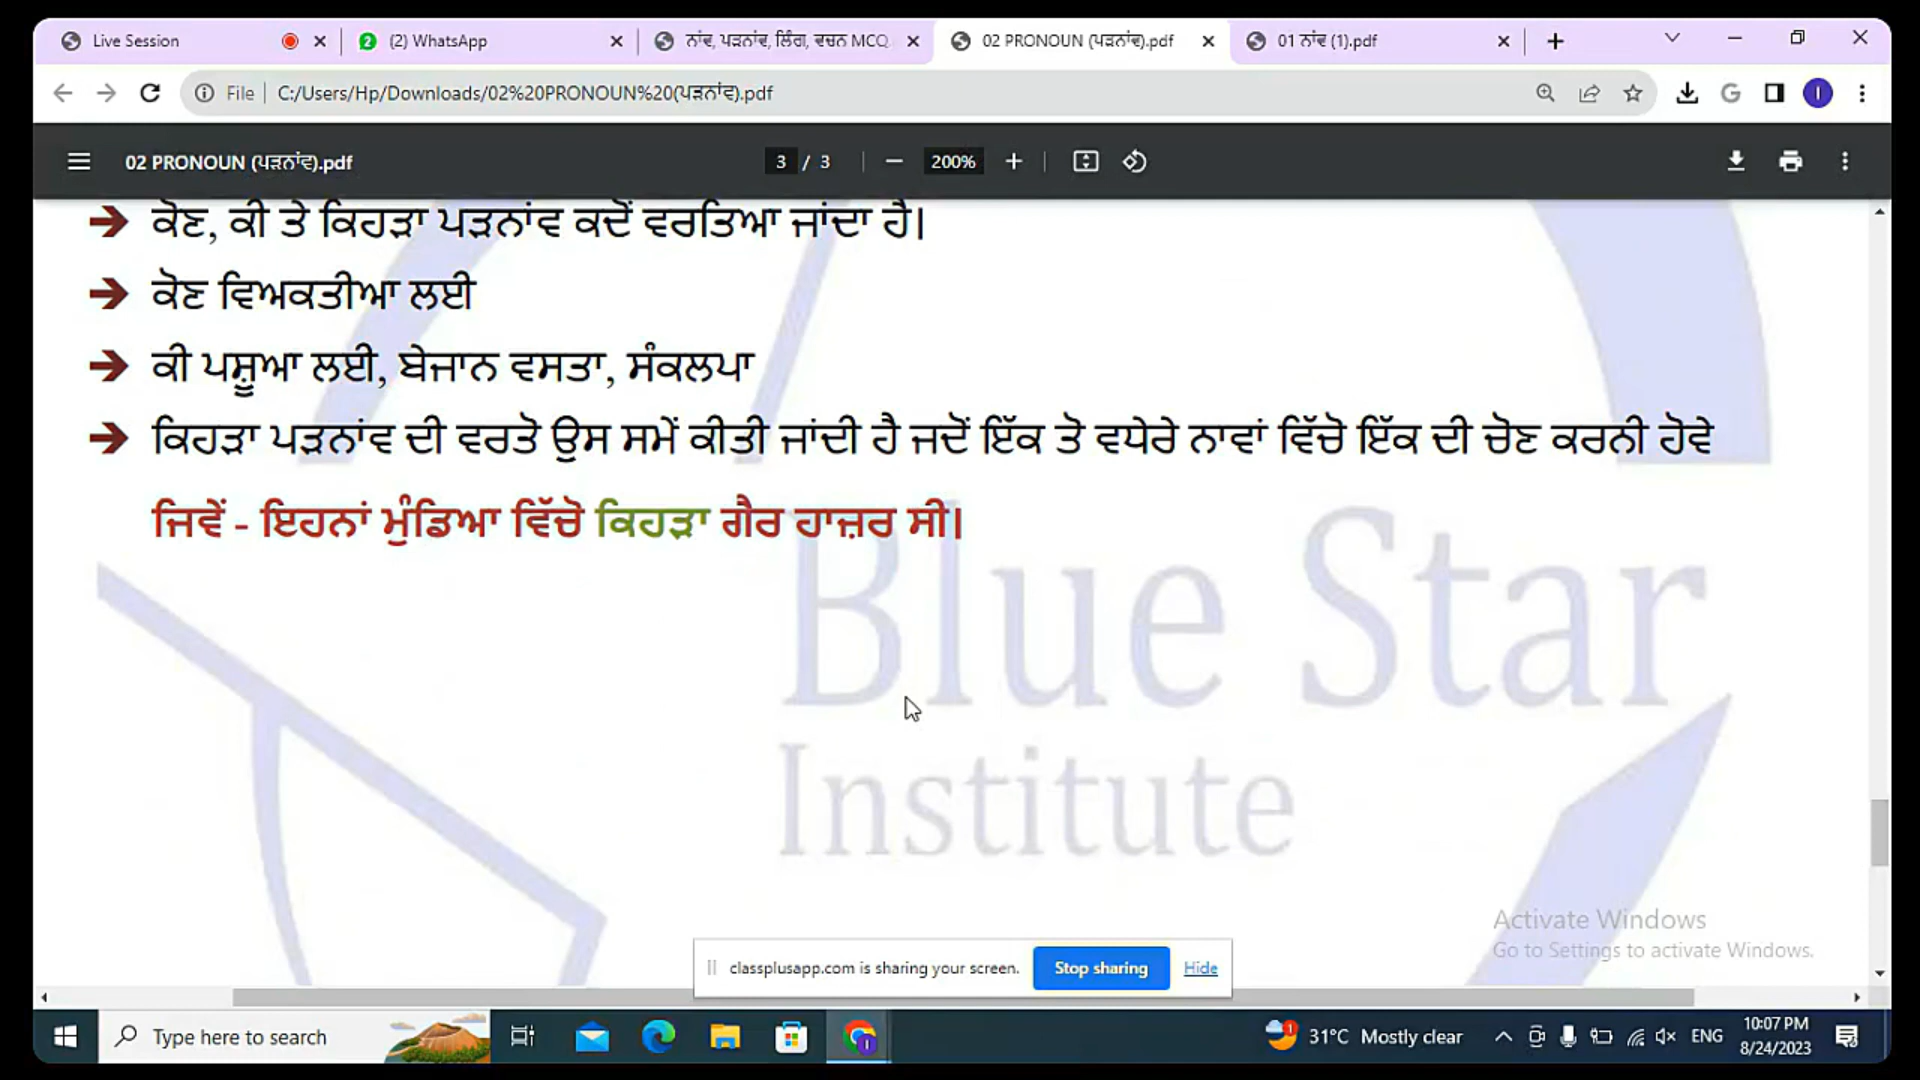 Live Session
(2) WhatsApp
ਨਾਂਵ, ਪੜਨਾਂਵ, ਲਿੰਗ, ਵਚਨ MCQ
02 PRONOUN (ਪੜਨਾਂਵ).pdf
01 ਨਾਂਵ (1).pdf
File
C:/Users/Hp/Downloads/02%20PRONOUN%20(ਪੜਨਾਂਵ).pdf
02 PRONOUN (ਪੜਨਾਂਵ).pdf
3 / 3
200%
ਕੋਣ, ਕੀ ਤੇ ਕਿਹੜਾ ਪੜਨਾਂਵ ਕਦੋਂ ਵਰਤਿਆ ਜਾਂਦਾ ਹੈ।
ਕੋਣ ਵਿਅਕਤੀਆ ਲਈ
ਕੀ ਪਸ਼ੂਆ ਲਈ, ਬੇਜਾਨ ਵਸਤਾ, ਸੰਕਲਪਾ
ਕਿਹੜਾ ਪੜਨਾਂਵ ਦੀ ਵਰਤੋ ਉਸ ਸਮੇਂ ਕੀਤੀ ਜਾਂਦੀ ਹੈ ਜਦੋਂ ਇੱਕ ਤੋ ਵਧੇਰੇ ਨਾਵਾਂ ਵਿੱਚੋ ਇੱਕ ਦੀ ਚੋਣ ਕਰਨੀ ਹੋਵੇ
ਜਿਵੇਂ - ਇਹਨਾਂ ਮੁੰਡਿਆ ਵਿੱਚੋ ਕਿਹੜਾ ਗੈਰ ਹਾਜ਼ਰ ਸੀ।
Blue Star
Institute
Activate Windows
Go to Settings to activate Windows.
classplusapp.com is sharing your screen.
Stop sharing
Hide
Type here to search
31°C Mostly clear
ENG
10:07 PM
8/24/2023